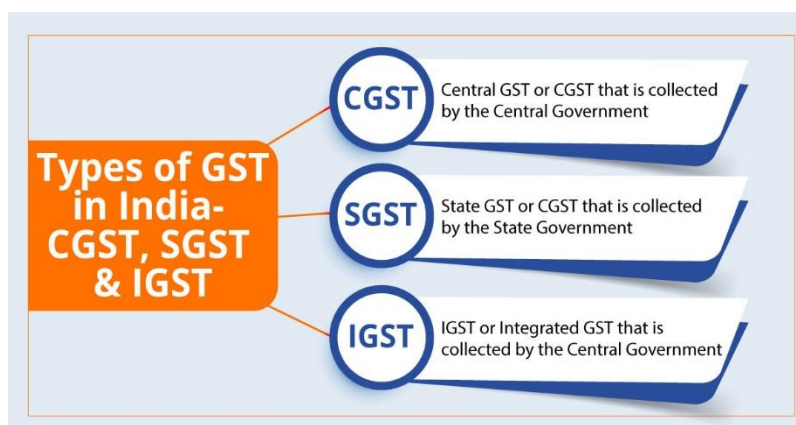 Types of GST
in India-
CGST, SGST
& IGST
CGST
Central GST or CGST that is collected
by the Central Government
SGST
State GST or CGST that is collected
by the State Government
IGST
IGST or Integrated GST that is
collected by the Central Government